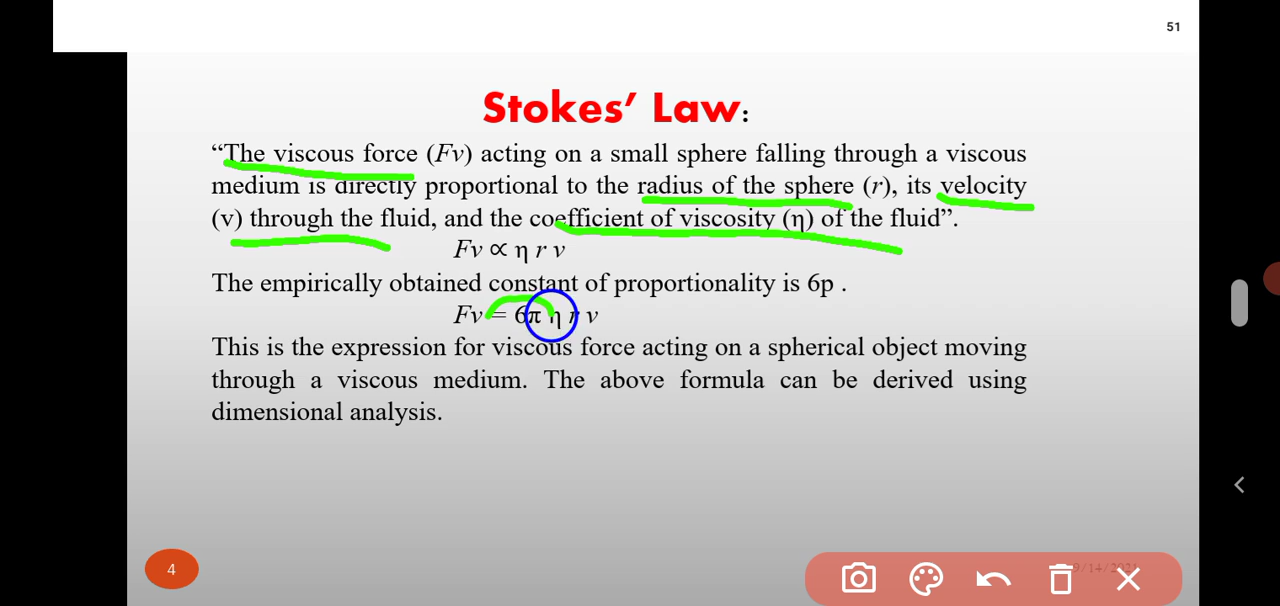 51
Stokes’ Law:
“The viscous force (Fv) acting on a small sphere falling through a viscous
medium is directly proportional to the radius of the sphere (r), its velocity
(v) through the fluid, and the coefficient of viscosity (η) of the fluid”.
Fv ∝ η r v
The empirically obtained constant of proportionality is 6p .
Fv = 6π η r v
This is the expression for viscous force acting on a spherical object moving
through a viscous medium. The above formula can be derived using
dimensional analysis.
4